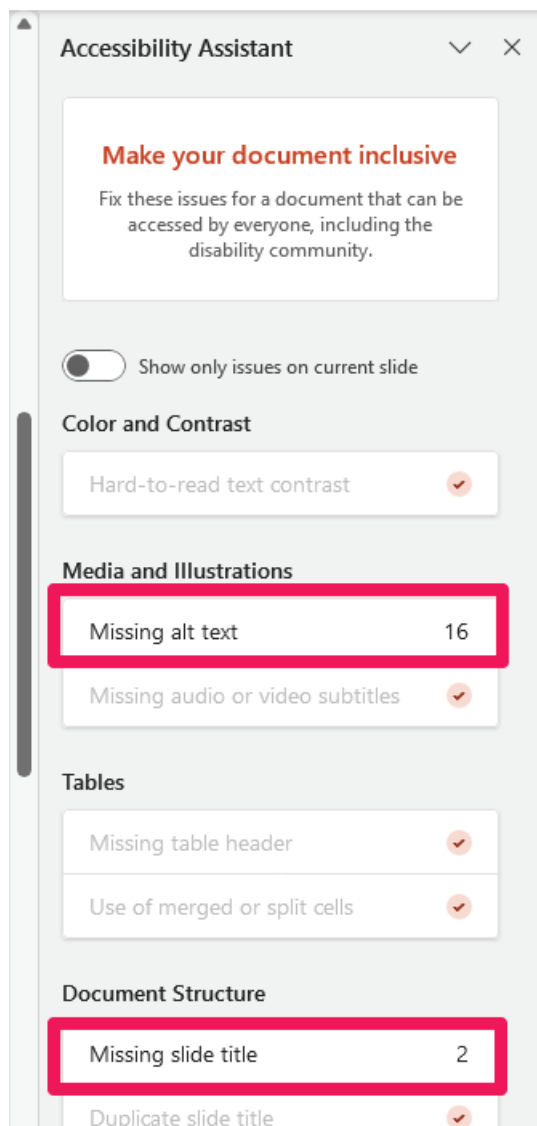 Accessibility Assistant
Make your document inclusive
Fix these issues for a document that can be
accessed by everyone, including the
disability community.
Show only issues on current slide
Color and Contrast
Hard-to-read text contrast
Media and Illustrations
Missing alt text 16
Missing audio or video subtitles
Tables
Missing table header
Use of merged or split cells
Document Structure
Missing slide title 2
Duplicate slide title